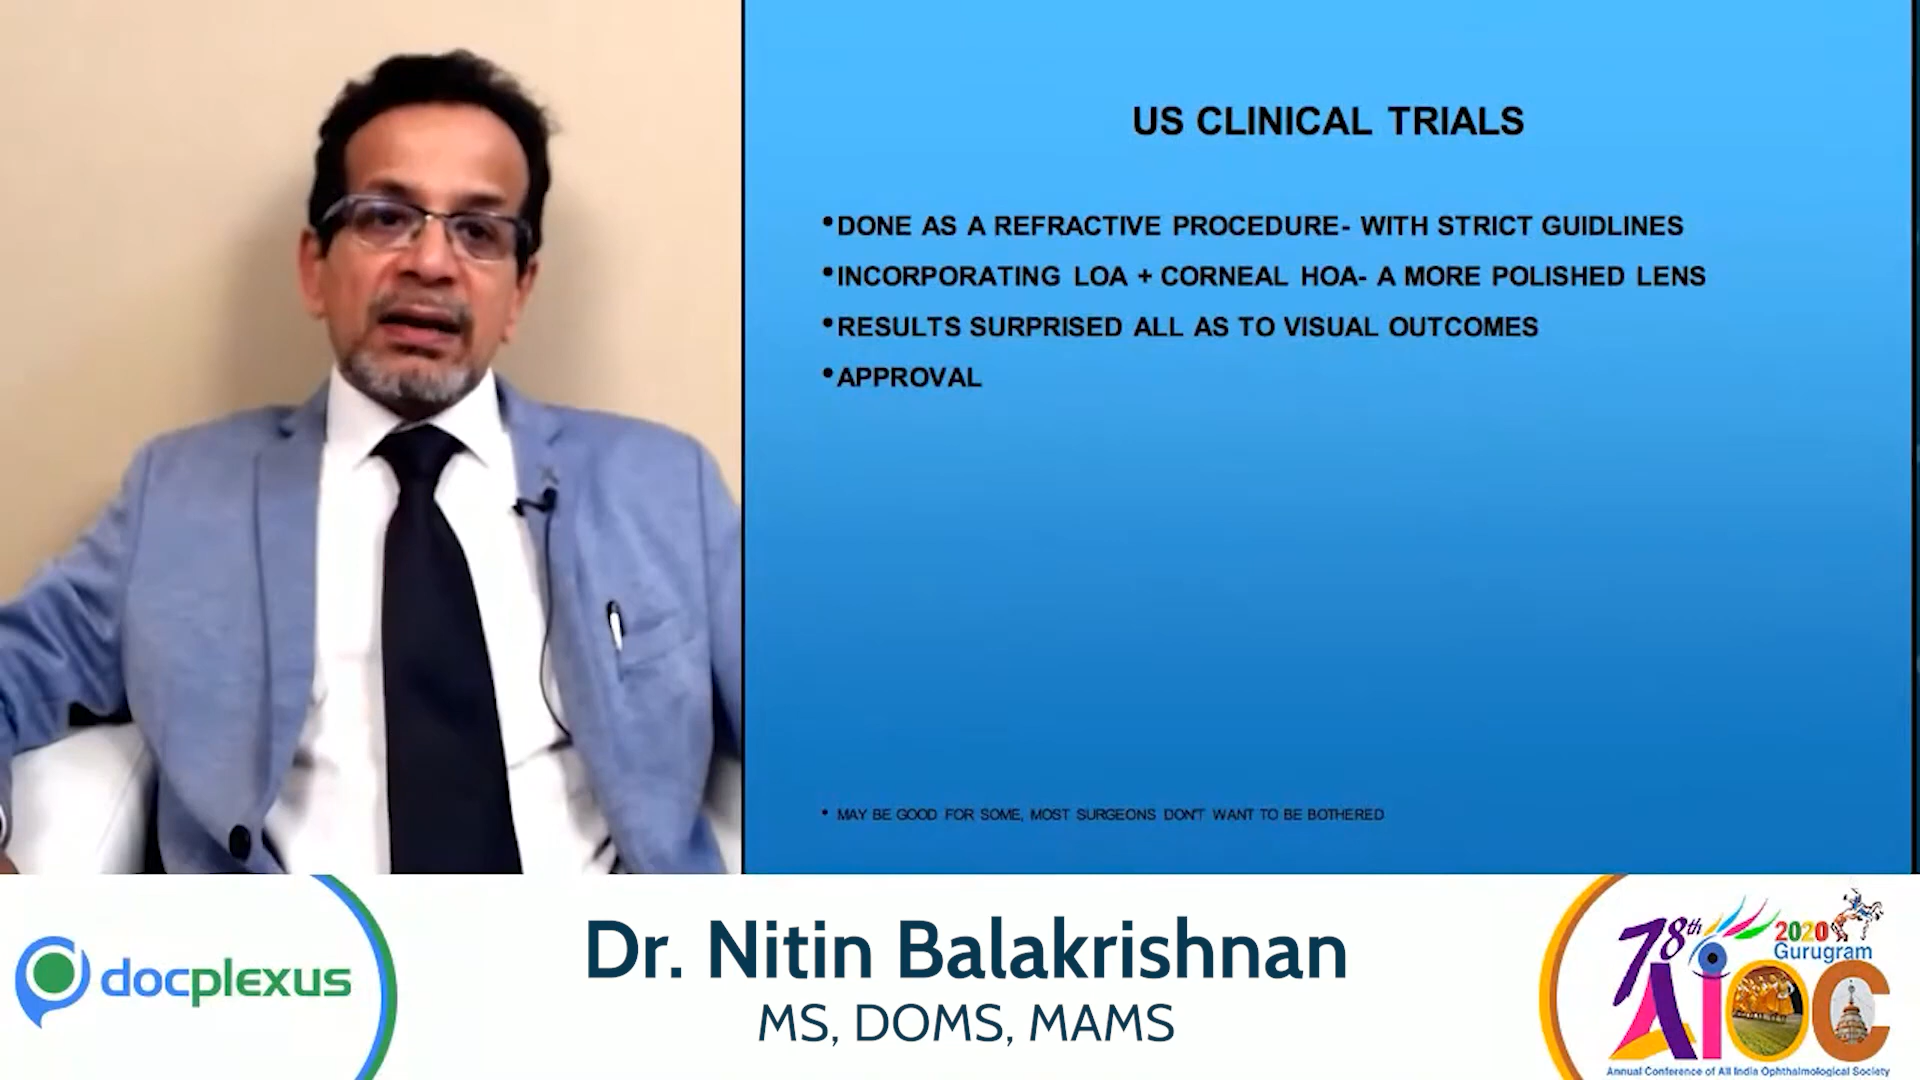 US CLINICAL TRIALS
•DONE AS A REFRACTIVE PROCEDURE- WITH STRICT GUIDLINES
•INCORPORATING LOA + CORNEAL HOA- A MORE POLISHED LENS
•RESULTS SURPRISED ALL AS TO VISUAL OUTCOMES
•APPROVAL
• MAY BE GOOD FOR SOME, MOST SURGEONS DON'T WANT TO BE BOTHERED
docplexus
Dr. Nitin Balakrishnan
MS, DOMS, MAMS
78th 2020
Gurugram
AIOC
Annual Conference of All India Ophthalmological Society